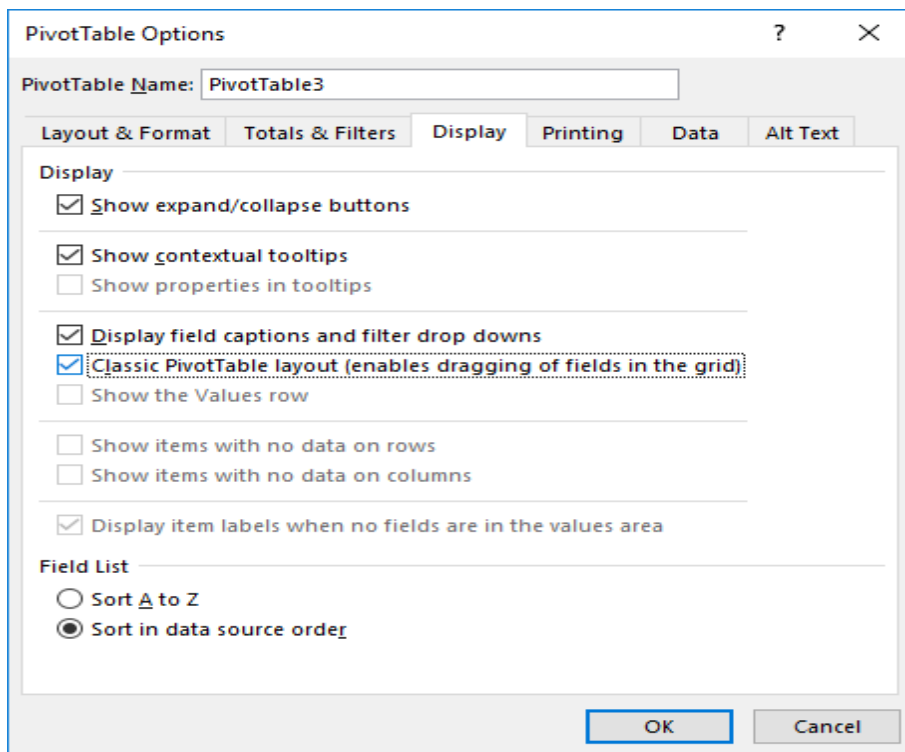 PivotTable Options ?
PivotTable Name: PivotTable3
Layout & Format Totals & Filters Display Printing Data Alt Text
Display
Show expand/collapse buttons
Show contextual tooltips
Show properties in tooltips
Display field captions and filter drop downs
Classic PivotTable layout (enables dragging of fields in the grid)
Show the Values row
Show items with no data on rows
Show items with no data on columns
Display item labels when no fields are in the values area
Field List
Sort A to Z
Sort in data source order
OK Cancel